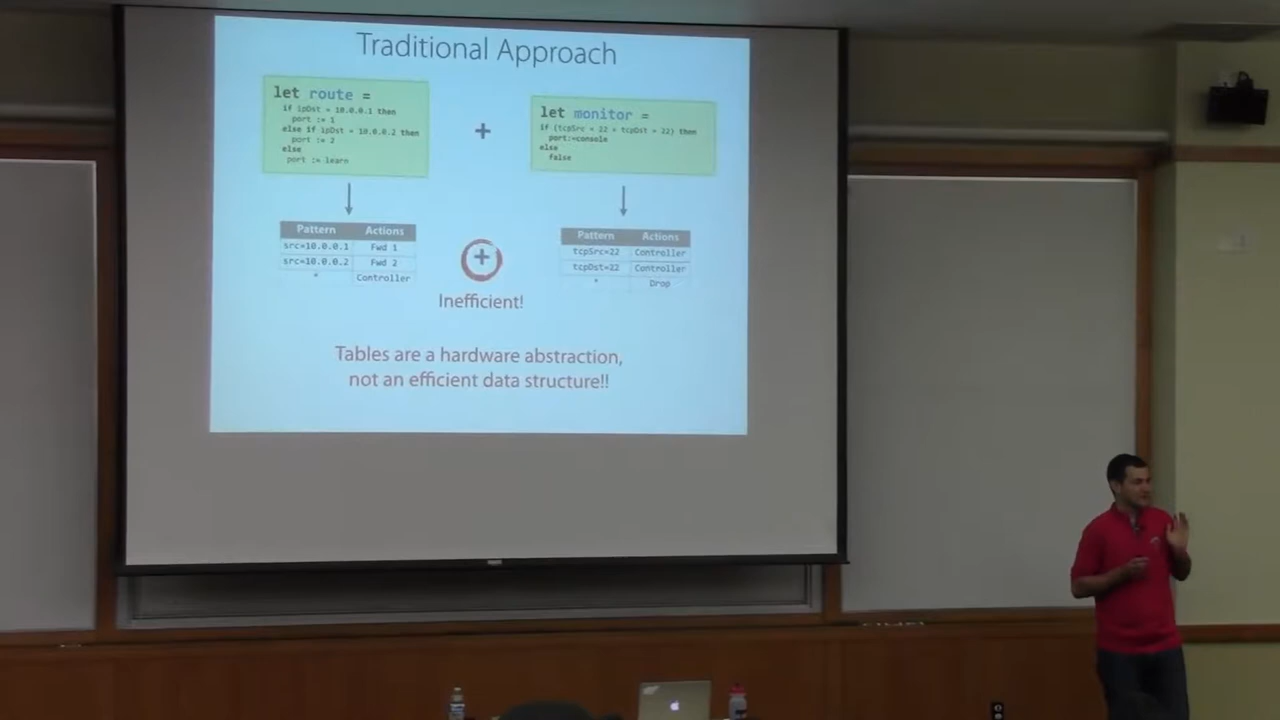 Traditional Approach
let route =
if ipDst = 10.0.0.1 then
port := 1
else if ipDst = 10.0.0.2 then
port := 2
else
port := learn
+
let monitor =
if (tcpSrc = 22 + tcpDst = 22) then
port:=console
else
false
Pattern Actions
src=10.0.0.1 Fwd 1
src=10.0.0.2 Fwd 2
* Controller
+
Inefficient!
Pattern Actions
tcpSrc=22 Controller
tcpDst=22 Controller
* Drop
Tables are a hardware abstraction,
not an efficient data structure!!